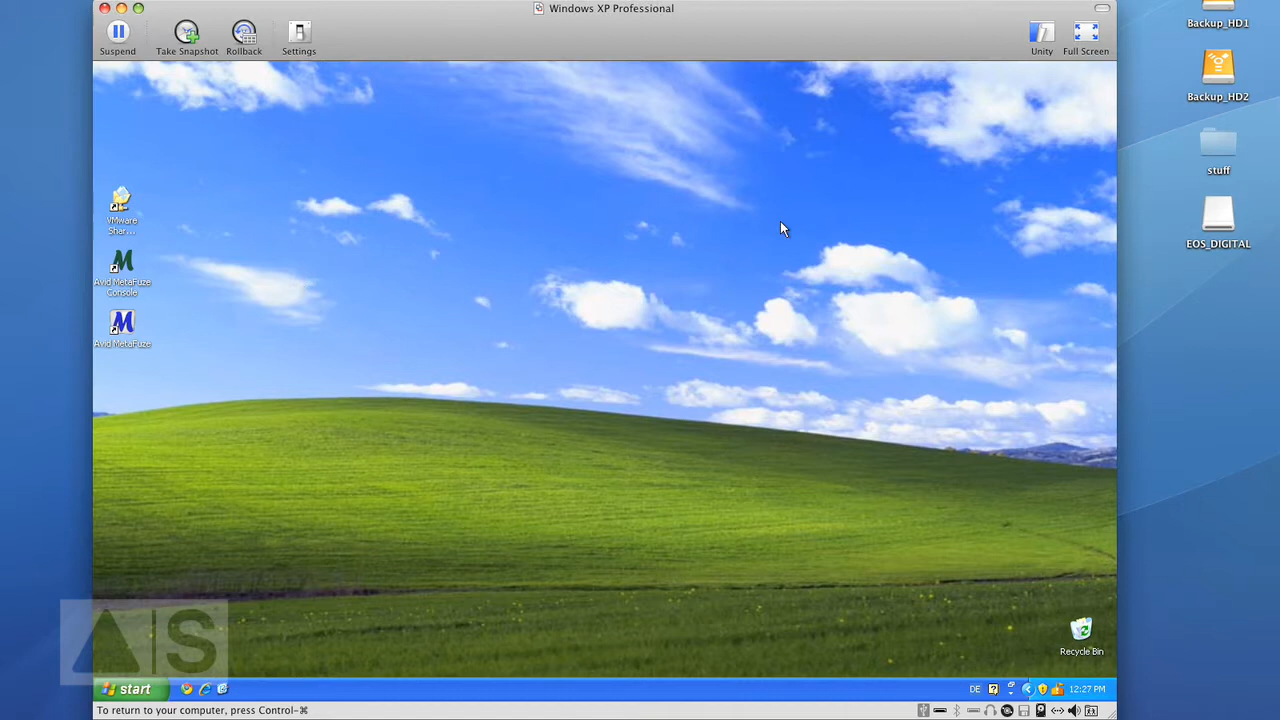 Windows XP Professional
Suspend
Take Snapshot
Rollback
Settings
Unity
Full Screen
Backup_HD1
Backup_HD2
stuff
EOS_DIGITAL
VMware
Shar...
Avid MetaFuze
Console
Avid MetaFuze
Recycle Bin
AS
start
DE
12:27 PM
To return to your computer, press Control-⌘